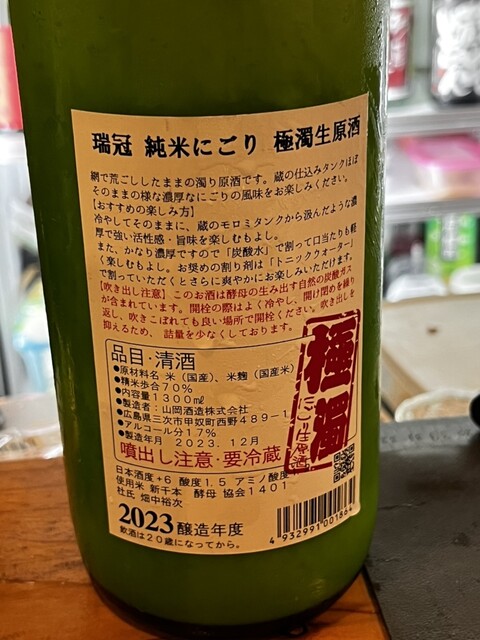 瑞冠 純米にごり 極濁生原酒
網で荒ごししたままの濁り原酒です。蔵の仕込みタンクほぼ
そのままの様な濃厚なにごりの風味をお楽しみください。
【おすすめの楽しみ方】
冷やしてそのままに、蔵のモロミタンクから汲んだような濃
厚で強い活性感・旨味を楽しむもよし。
また、かなり濃厚ですので「炭酸水」で割って口当たりも軽
く楽しむもよし。お奨めの割り剤は「トニックウォーター」
で割っていただくとさらに爽やかにお楽しみいただけます。
【吹き出し注意】このお酒は酵母の生み出す自然の炭酸ガス
が含まれています。開栓の際はよく冷やし、開け閉めを繰り
返し、吹きこぼれても良い場所で開栓ください。吹き出しを
抑えるため、詰量を少なくしております。
品目・清酒
●原材料名 米（国産）、米麹（国産米）
●精米歩合70%
●内容量1300㎖
●製造者：山岡酒造株式会社
●広島県三次市甲奴町西野489-1
●アルコール分17%
●製造年月 2023.12月
噴出し注意・要冷蔵
極濁
にごり生原酒
日本酒度+6 酸度1.5 アミノ酸度
使用米 新千本 酵母 協会1401
杜氏 畑中裕次
2023醸造年度
飲酒は20歳になってから。
4932991001864